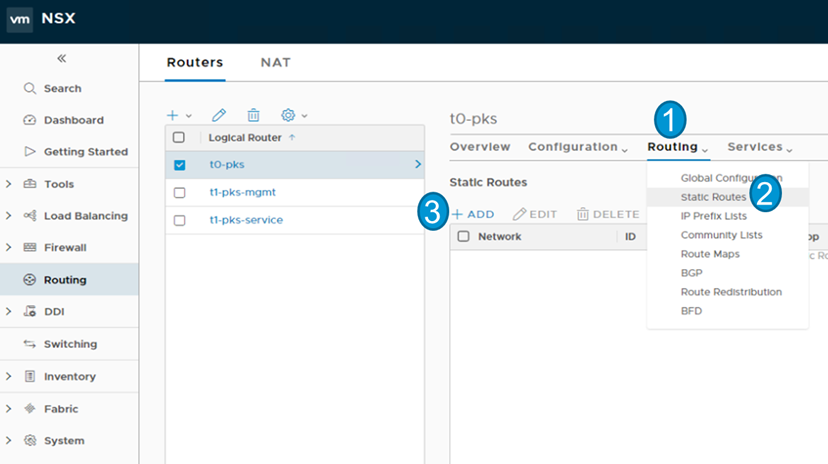 vm NSX
Search
Dashboard
Getting Started
Tools
Load Balancing
Firewall
Routing
DDI
Switching
Inventory
Fabric
System
Routers NAT
Logical Router
t0-pks
t1-pks-mgmt
t1-pks-service
t0-pks
1
Overview Configuration Routing Services
Static Routes
Global Configuration
Static Routes 2
IP Prefix Lists
Community Lists
Route Maps
BGP
Route Redistribution
BFD
3 + ADD EDIT DELETE
Network ID